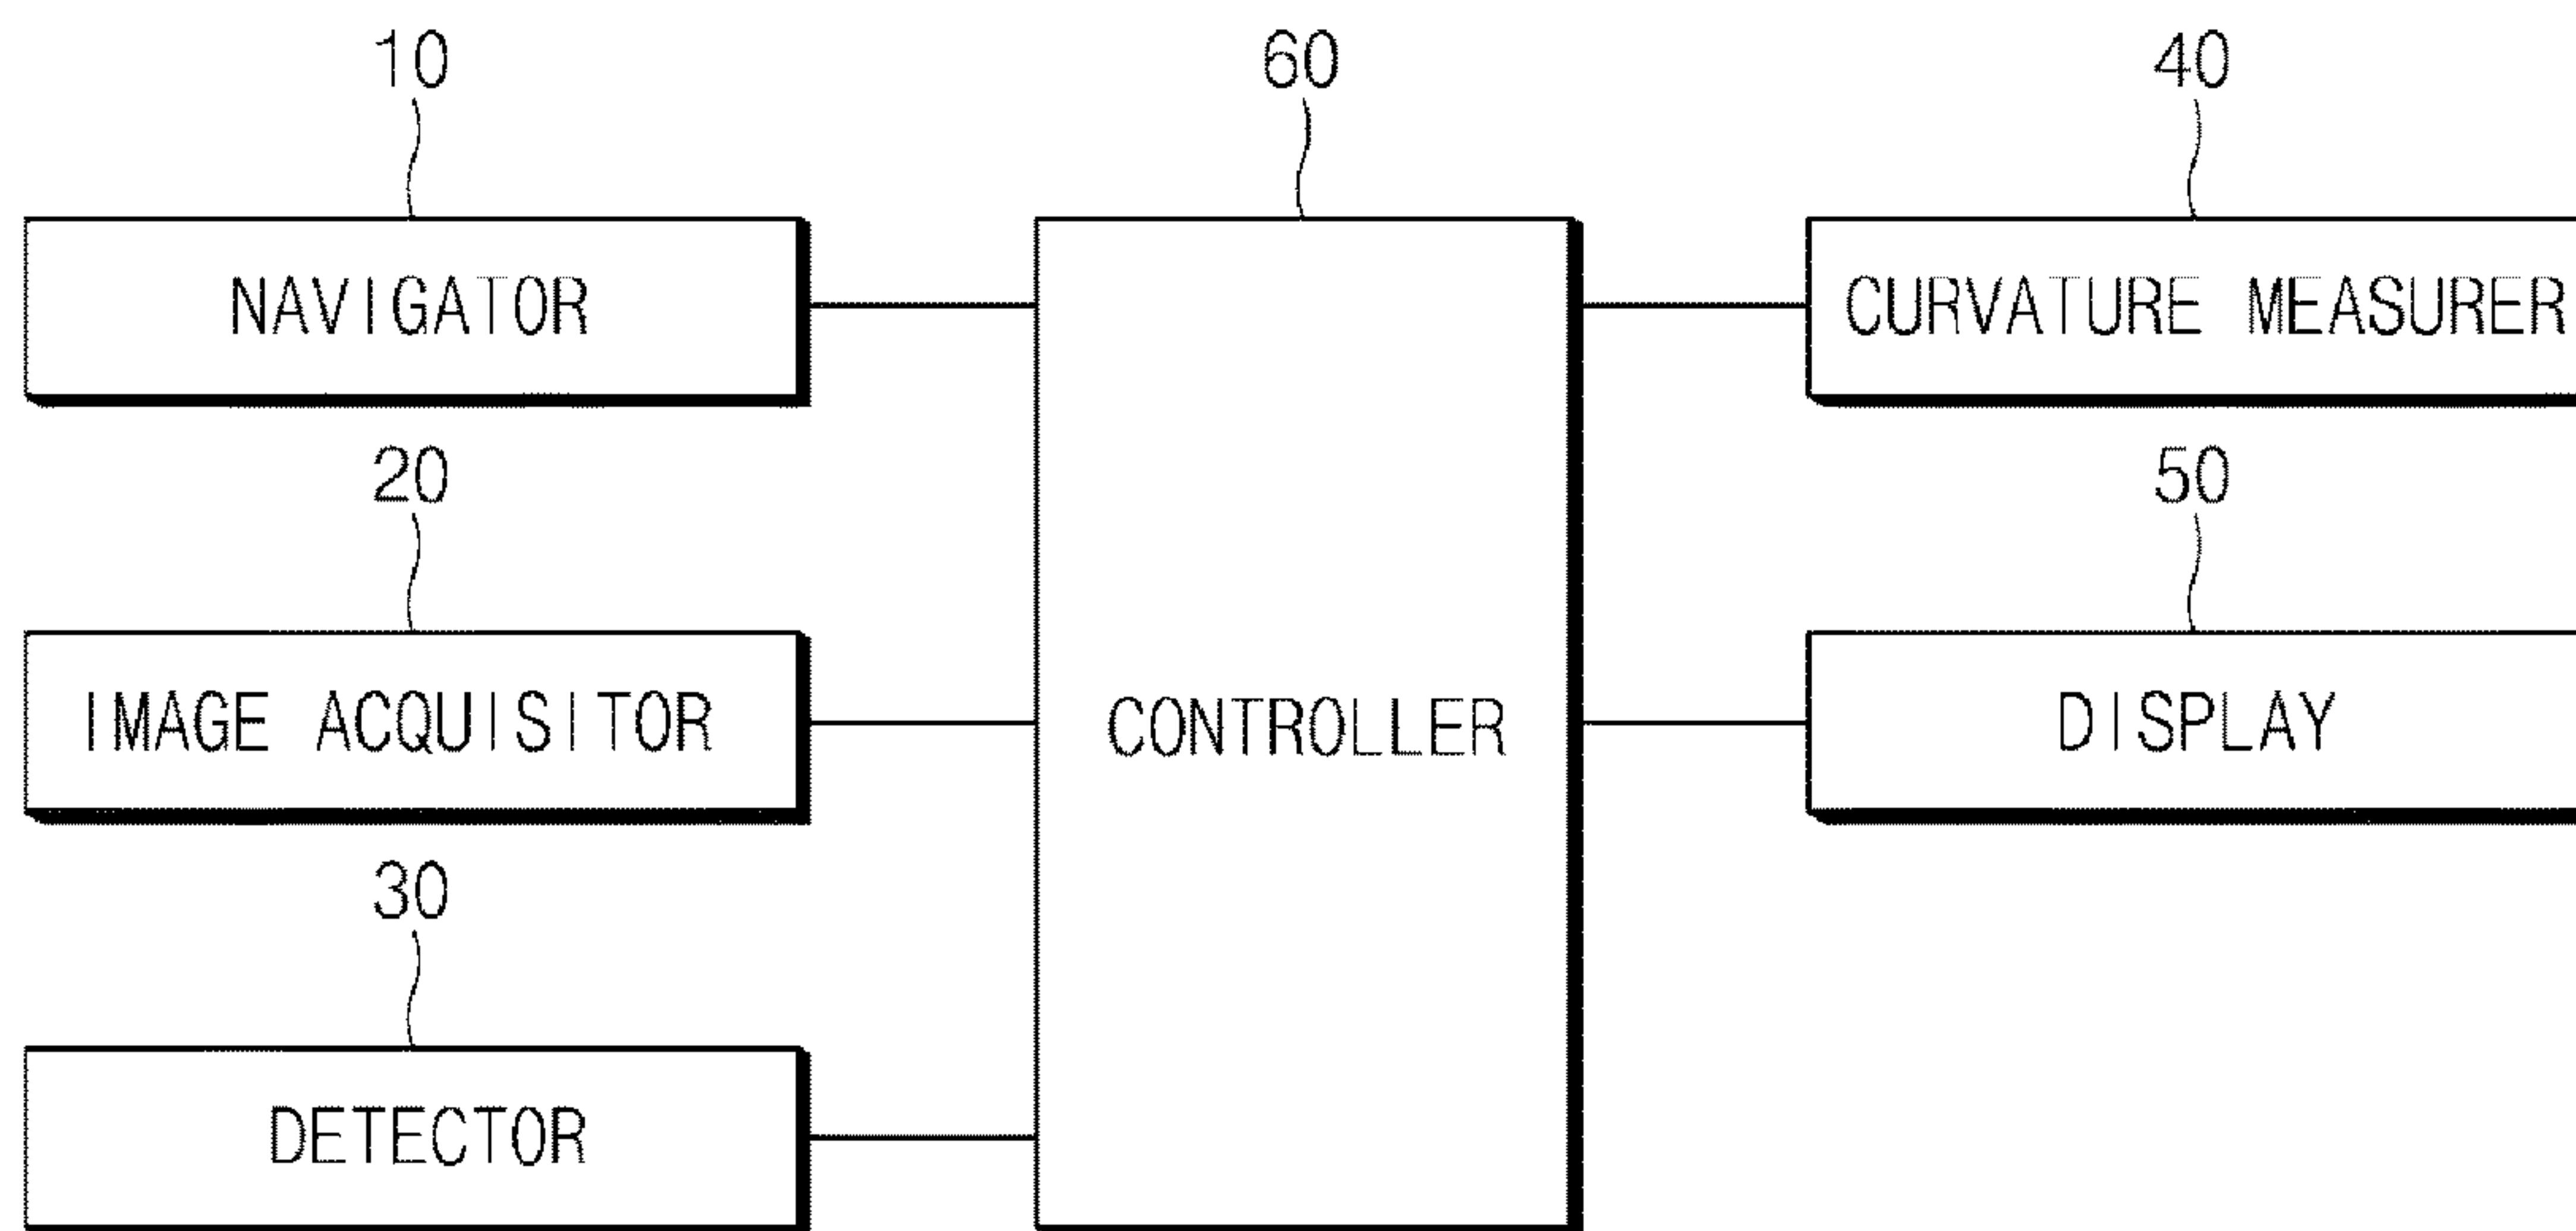 10 60 40
NAVIGATOR CURVATURE MEASURER
20 50
IMAGE ACQUISITOR CONTROLLER DISPLAY
30
DETECTOR